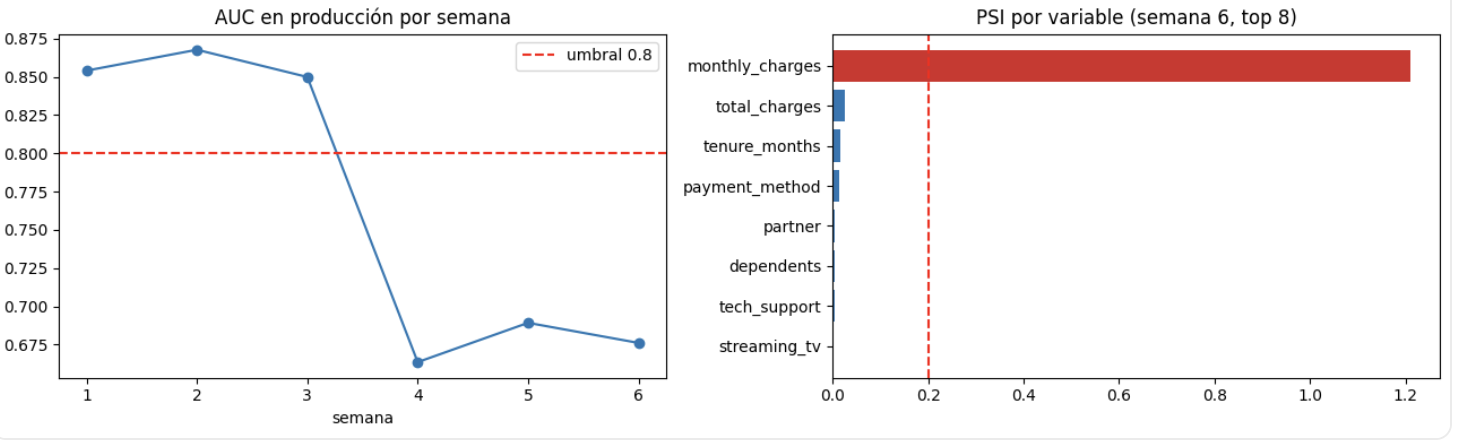 AUC en producción por semana
0.875
0.850
0.825
0.800
0.775
0.750
0.725
0.700
0.675
umbral 0.8
1 2 3 4 5 6
semana
PSI por variable (semana 6, top 8)
monthly_charges
total_charges
tenure_months
payment_method
partner
dependents
tech_support
streaming_tv
0.0 0.2 0.4 0.6 0.8 1.0 1.2